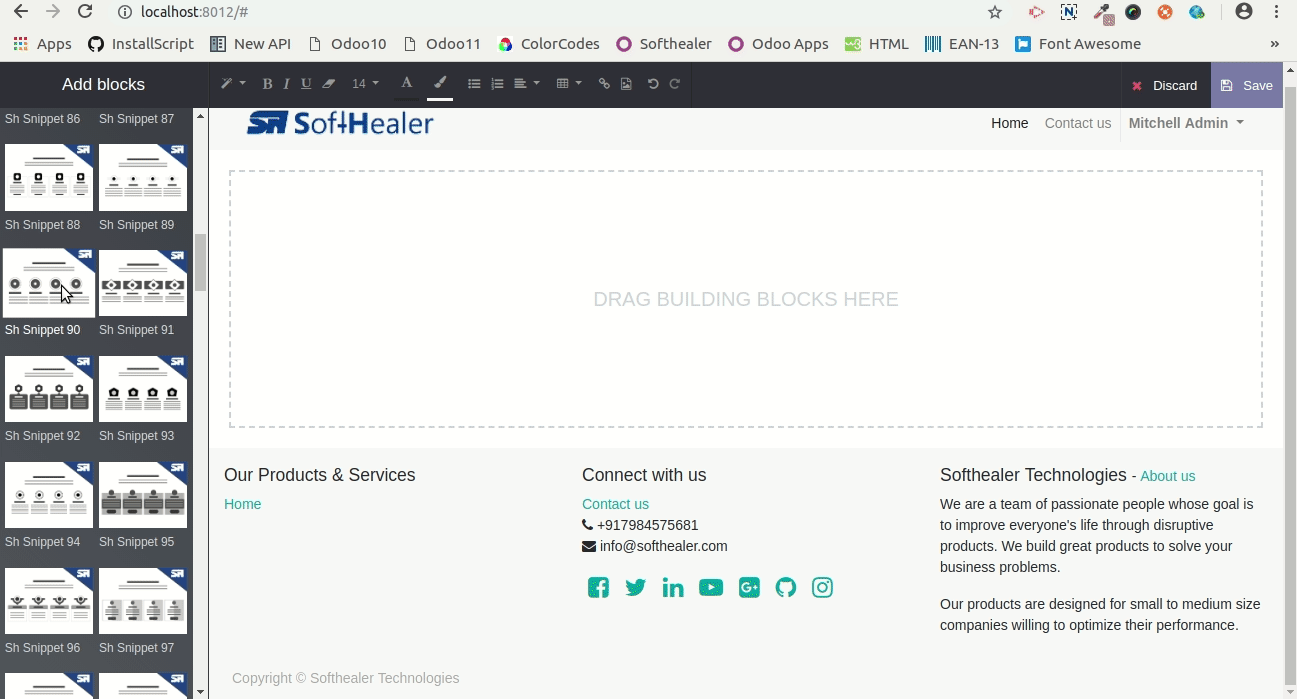 localhost:8012/#
Apps InstallScript New API Odoo10 Odoo11 ColorCodes Softhealer Odoo Apps HTML EAN-13 Font Awesome »
Add blocks B I U 14 A Discard Save
Sh Snippet 86 Sh Snippet 87
SoftHealer Home Contact us Mitchell Admin
Sh Snippet 88 Sh Snippet 89
Sh Snippet 90 Sh Snippet 91
Sh Snippet 92 Sh Snippet 93
Sh Snippet 94 Sh Snippet 95
Sh Snippet 96 Sh Snippet 97
DRAG BUILDING BLOCKS HERE
Our Products & Services
Home
Connect with us
Contact us
+917984575681
info@softhealer.com
Softhealer Technologies - About us
We are a team of passionate people whose goal is
to improve everyone's life through disruptive
products. We build great products to solve your
business problems.
Our products are designed for small to medium size
companies willing to optimize their performance.
Copyright © Softhealer Technologies